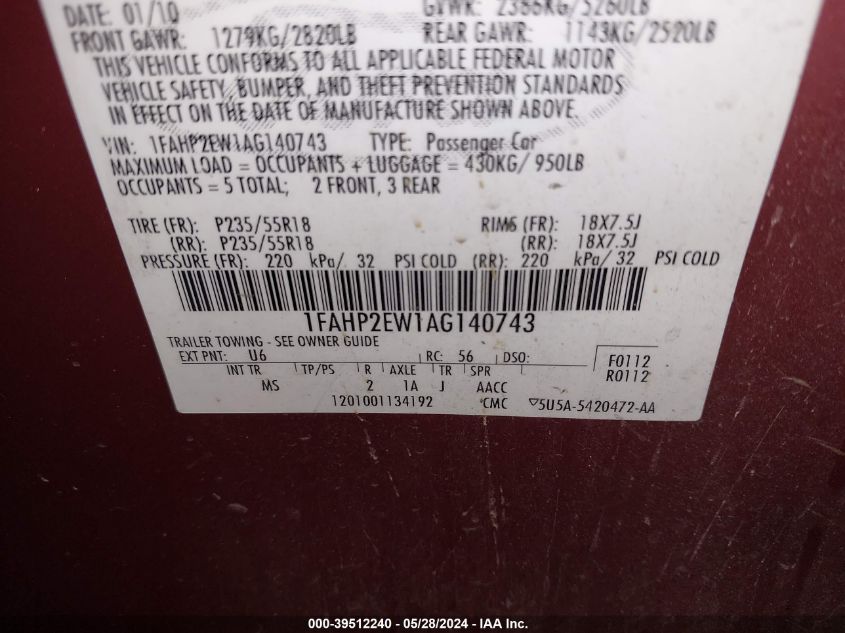 DATE: 01/10 GVWR: 2386KG/5260LB
FRONT GAWR: 1279KG/2820LB REAR GAWR: 1143KG/2520LB
THIS VEHICLE CONFORMS TO ALL APPLICABLE FEDERAL MOTOR
VEHICLE SAFETY, BUMPER, AND THEFT PREVENTION STANDARDS
IN EFFECT ON THE DATE OF MANUFACTURE SHOWN ABOVE.
VIN: 1FAHP2EW1AG140743 TYPE: Passenger Car
MAXIMUM LOAD = OCCUPANTS + LUGGAGE = 430KG/ 950LB
OCCUPANTS = 5 TOTAL; 2 FRONT, 3 REAR
TIRE (FR): P235/55R18 RIMS (FR): 18X7.5J
(RR): P235/55R18 (RR): 18X7.5J
PRESSURE (FR): 220 kPa/ 32 PSI COLD (RR): 220 kPa/ 32 PSI COLD
1FAHP2EW1AG140743
TRAILER TOWING - SEE OWNER GUIDE
EXT PNT: U6 RC: 56 DSO: F0112
INT TR TP/PS R AXLE TR SPR R0112
MS 2 1A J AACC
1201001134192 CMC ▽5U5A-5420472-AA
000-39512240 - 05/28/2024 - IAA, Inc.